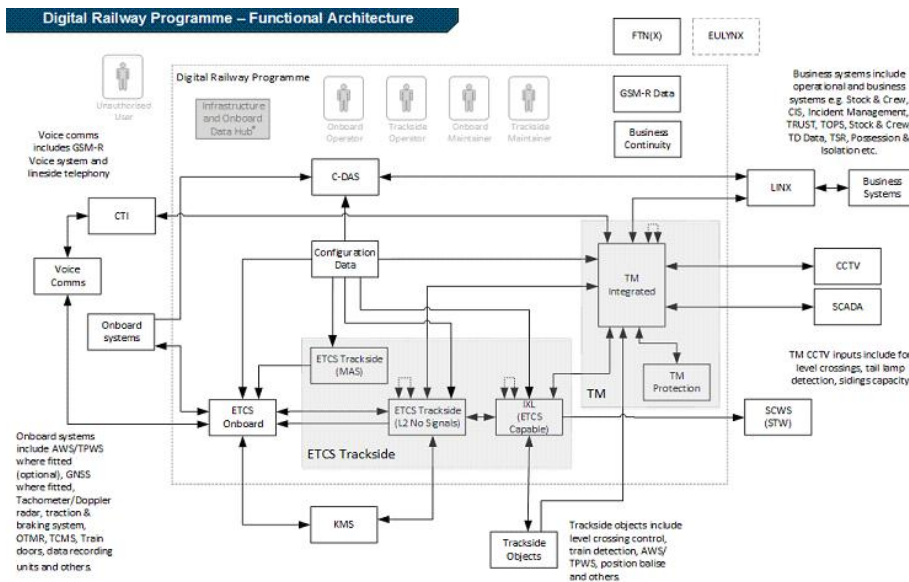 Digital Railway Programme – Functional Architecture
FTN(X)
EULYNX
Unauthorised
User
Digital Railway Programme
Infrastructure
and Onboard
Data Hub*
Onboard
Operator
Trackside
Operator
Onboard
Maintainer
Trackside
Maintainer
GSM-R Data
Business
Continuity
Business systems include
operational and business
systems e.g. Stock & Crew,
CIS, Incident Management,
TRUST, TOPS, Stock & Crew
TD Data, TSR, Possession &
Isolation etc.
Voice comms
includes GSM-R
Voice system and
lineside telephony
C-DAS
LINX
Business
Systems
CTI
Voice
Comms
Configuration
Data
TM
Integrated
CCTV
SCADA
Onboard
systems
ETCS Trackside
(MAS)
TM
Protection
TM
TM CCTV inputs include for
level crossings, tail lamp
detection, sidings capacity
ETCS
Onboard
ETCS Trackside
(L2 No Signals)
IXL
(ETCS
Capable)
SCWS
(STW)
ETCS Trackside
Onboard systems
include AWS/TPWS
where fitted
(optional), GNSS
where fitted,
Tachometer/Doppler
radar, traction &
braking system,
OTMR, TCMS, Train
doors, data recording
units and others.
KMS
Trackside
Objects
Trackside objects include
level crossing control,
train detection, AWS/
TPWS, position balise
and others.